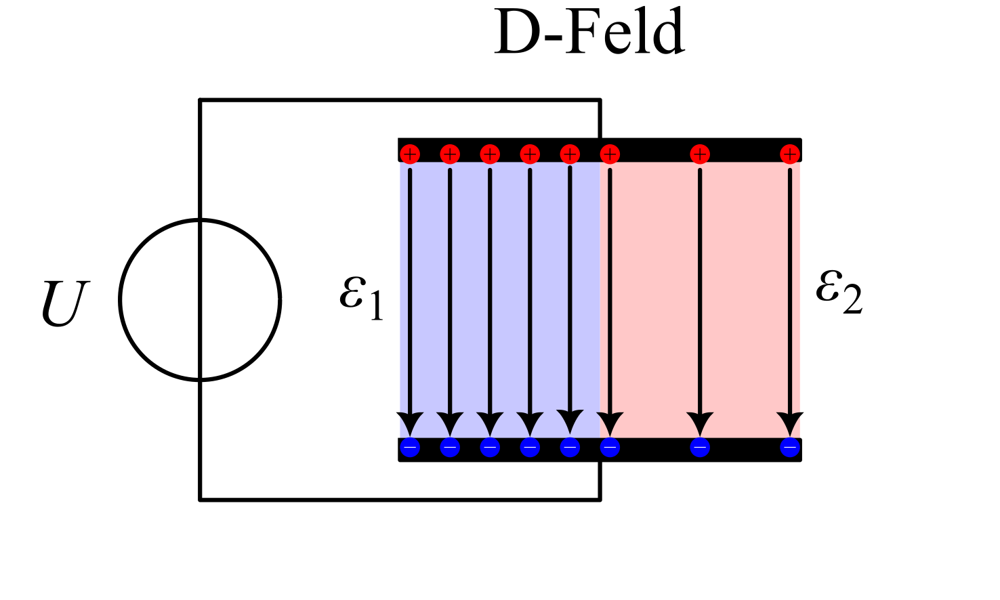 D-Feld
+ + + + + + + +
U
ε1
ε2
− − − − − − − −